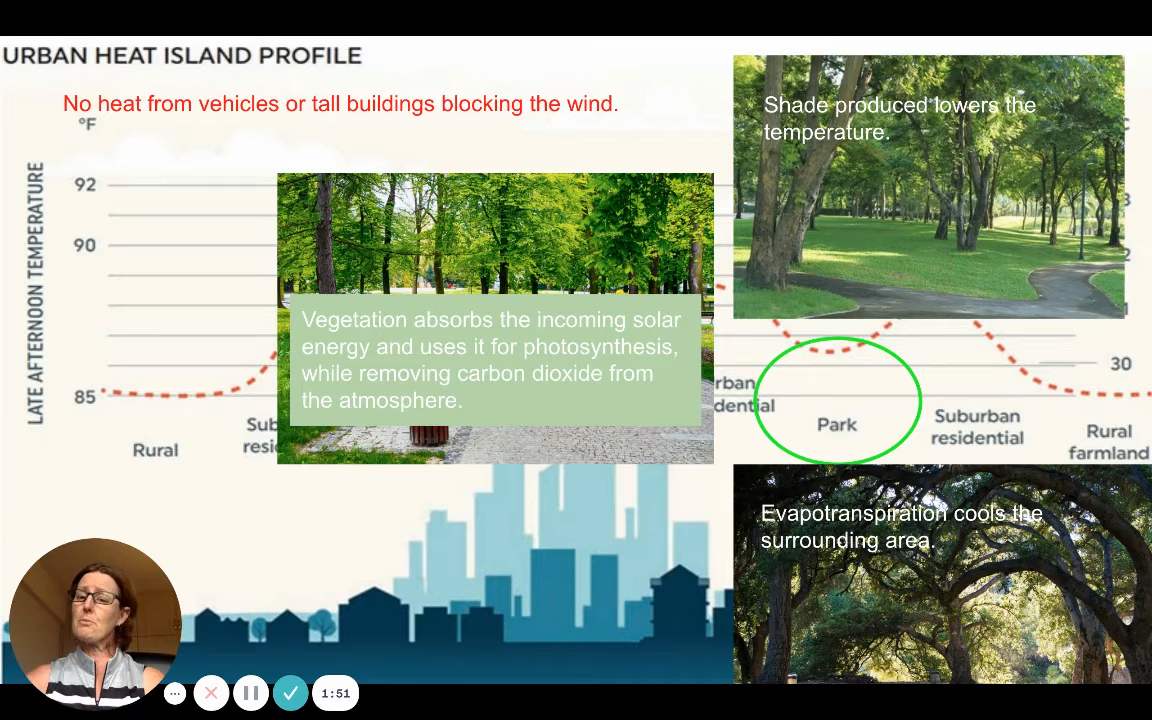 URBAN HEAT ISLAND PROFILE
No heat from vehicles or tall buildings blocking the wind.
Shade produced lowers the
temperature.
°F
LATE AFTERNOON TEMPERATURE
92
90
85
30
Vegetation absorbs the incoming solar
energy and uses it for photosynthesis,
while removing carbon dioxide from
the atmosphere.
Rural
Park
Suburban
residential
Rural
farmland
Evapotranspiration cools the
surrounding area.
1:51